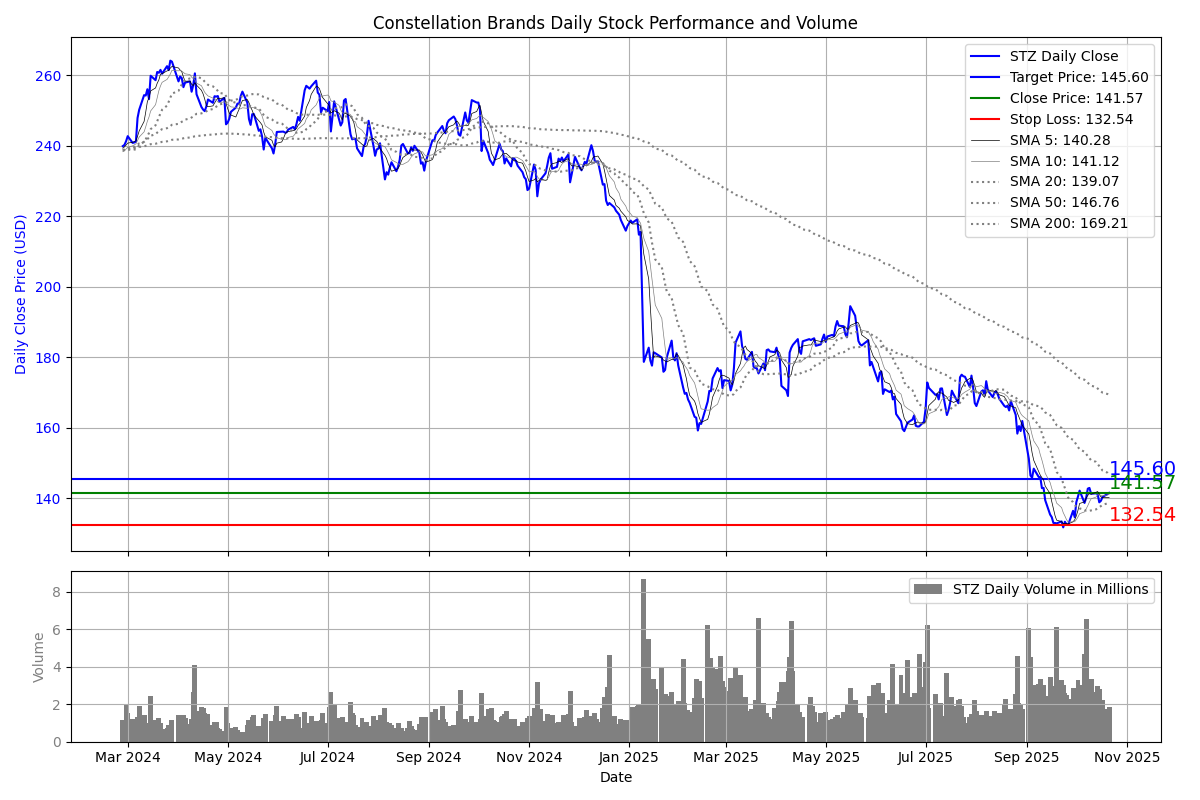 Constellation Brands Daily Stock Performance and Volume
Daily Close Price (USD)
260
240
220
200
180
160
140
STZ Daily Close
Target Price: 145.60
Close Price: 141.57
Stop Loss: 132.54
SMA 5: 140.28
SMA 10: 141.12
SMA 20: 139.07
SMA 50: 146.76
SMA 200: 169.21
145.60
141.57
132.54
Volume
8
6
4
2
0
STZ Daily Volume in Millions
Mar 2024 May 2024 Jul 2024 Sep 2024 Nov 2024 Jan 2025 Mar 2025 May 2025 Jul 2025 Sep 2025 Nov 2025
Date